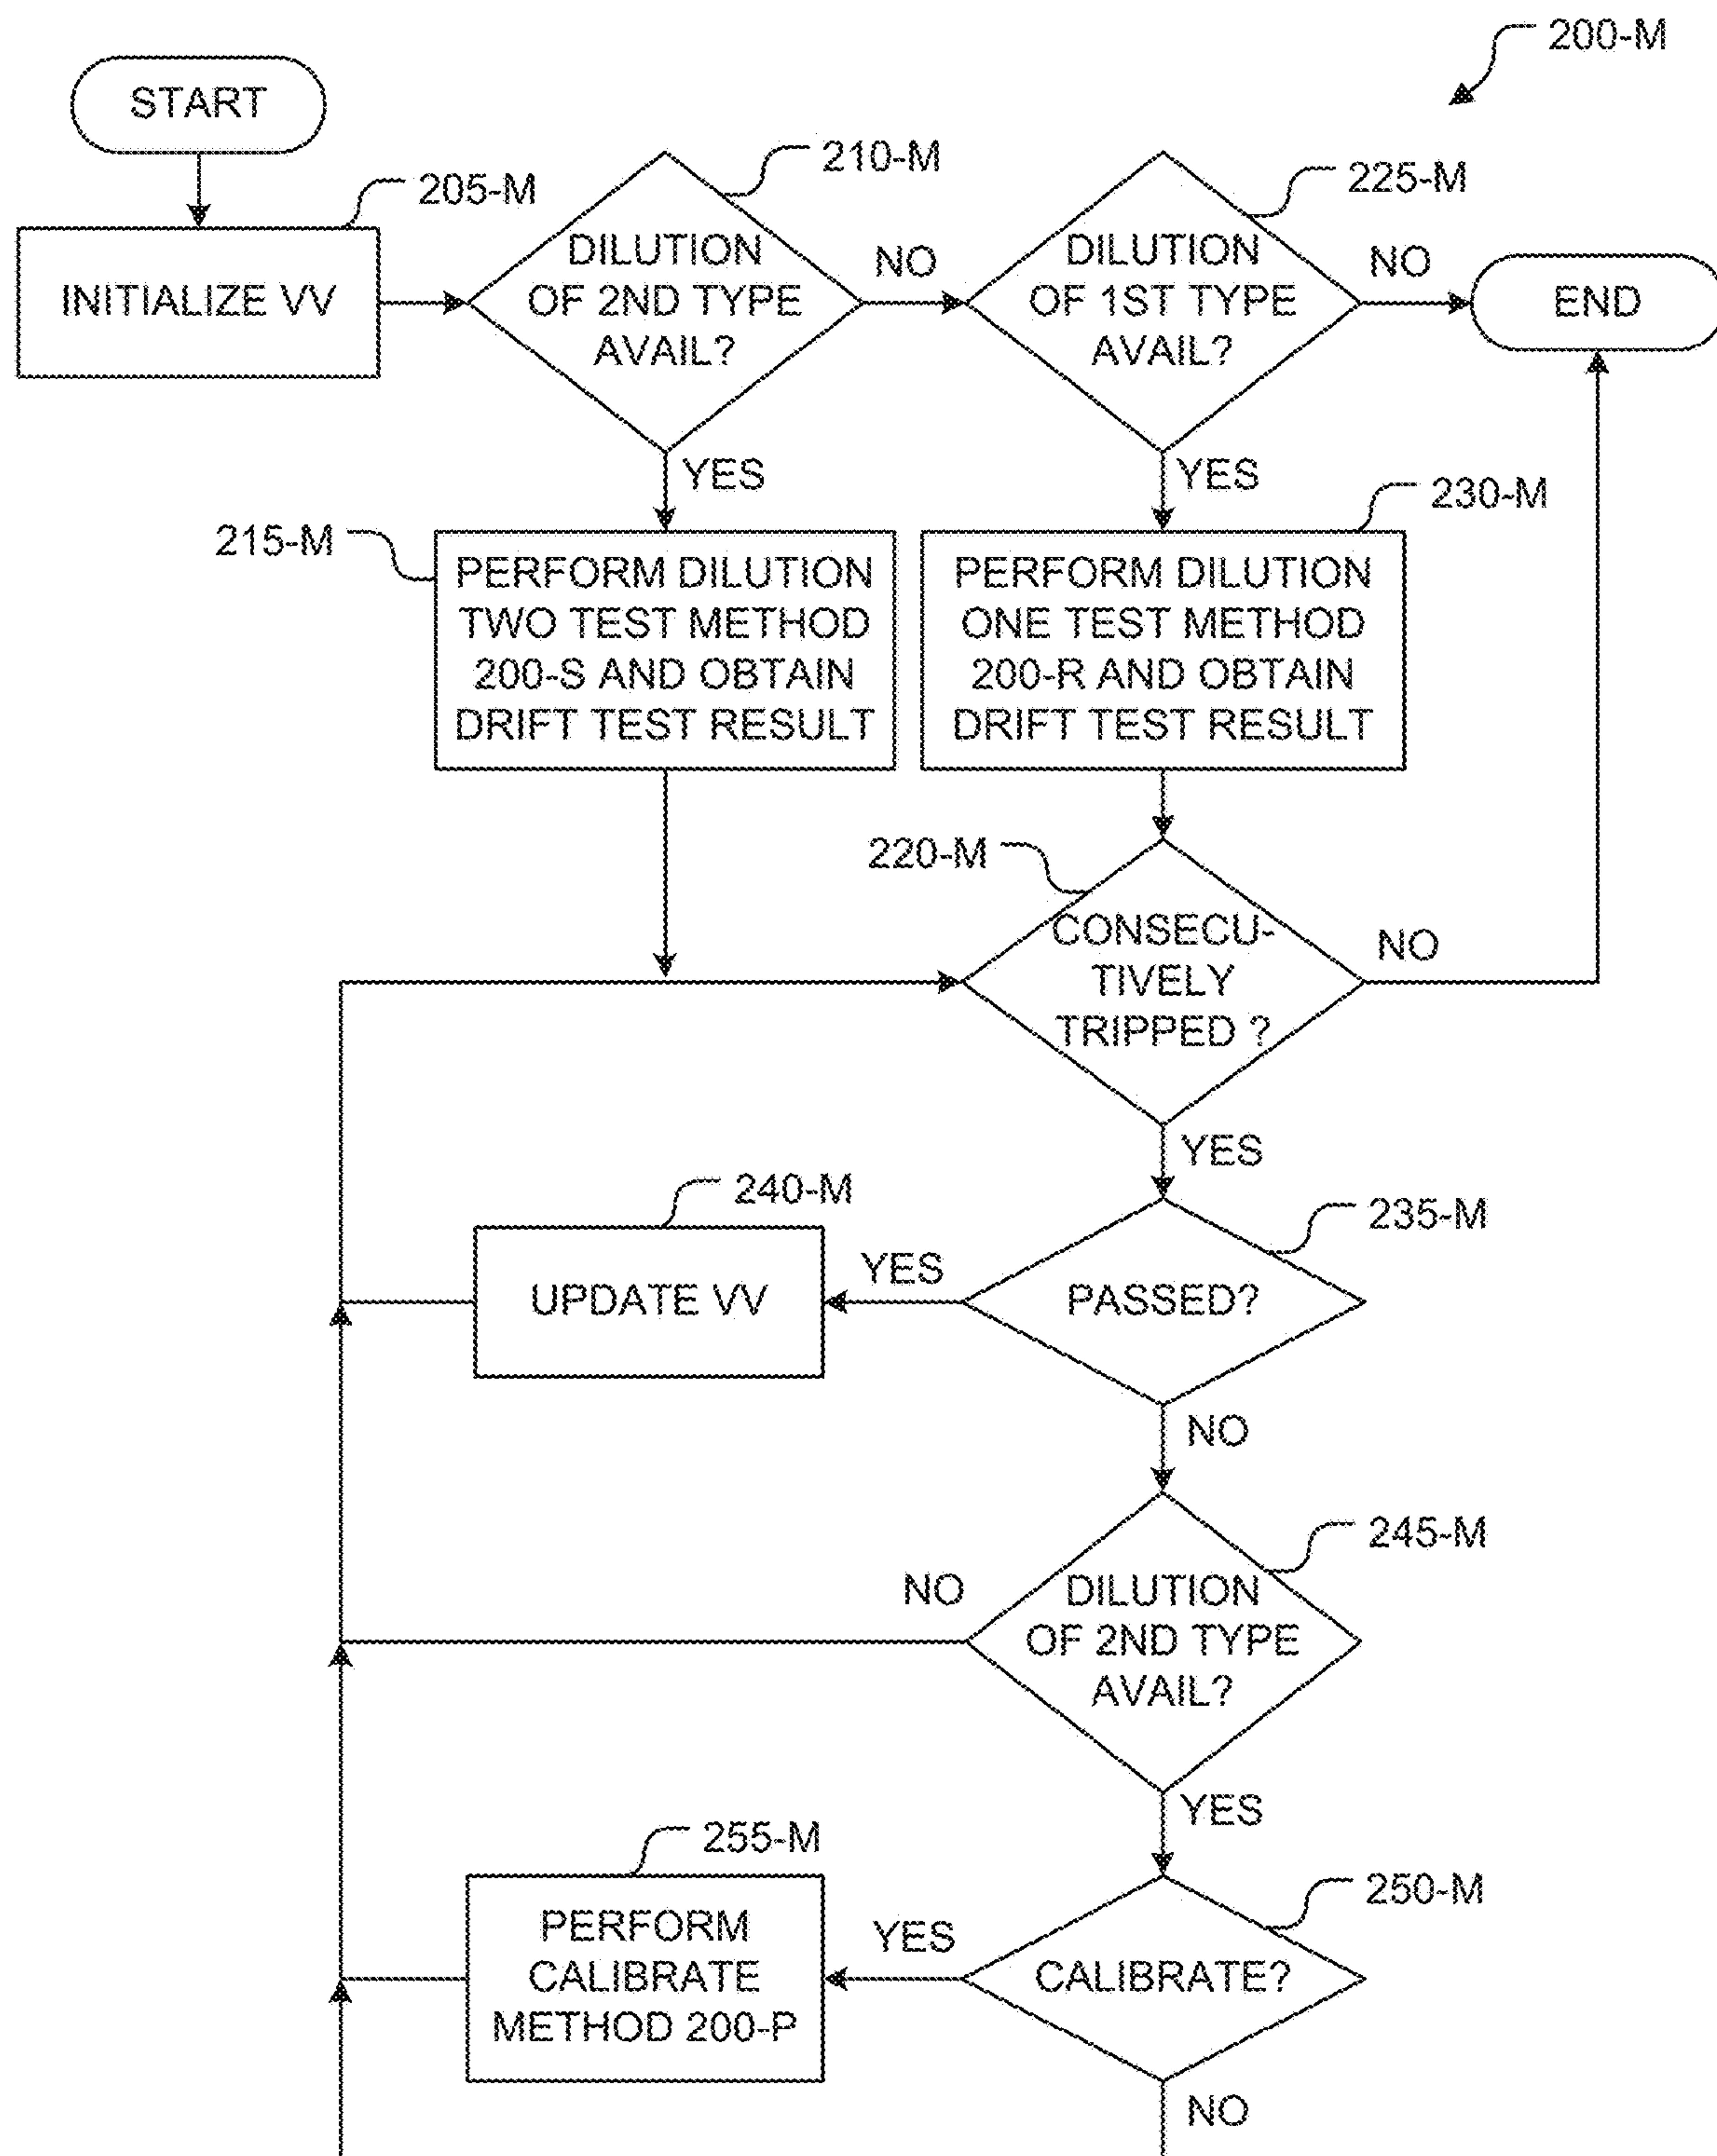 200-M
START
205-M
INITIALIZE VV
210-M
DILUTION
OF 2ND TYPE
AVAIL?
NO
YES
225-M
DILUTION
OF 1ST TYPE
AVAIL?
NO
YES
END
215-M
PERFORM DILUTION
TWO TEST METHOD
200-S AND OBTAIN
DRIFT TEST RESULT
230-M
PERFORM DILUTION
ONE TEST METHOD
200-R AND OBTAIN
DRIFT TEST RESULT
220-M
CONSECU-
TIVELY
TRIPPED ?
NO
YES
235-M
PASSED?
YES
240-M
UPDATE VV
NO
245-M
DILUTION
OF 2ND TYPE
AVAIL?
NO
YES
250-M
CALIBRATE?
YES
255-M
PERFORM
CALIBRATE
METHOD 200-P
NO